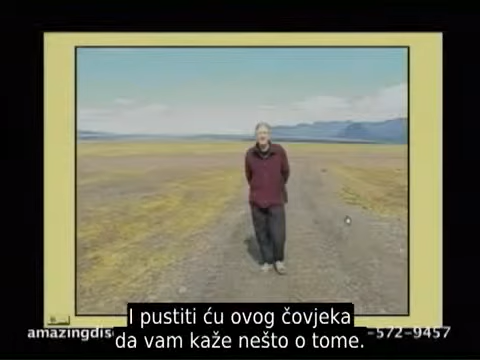 I pustiti ću ovog čovjeka
da vam kaže nešto o tome.
amazingdis
-572-9457